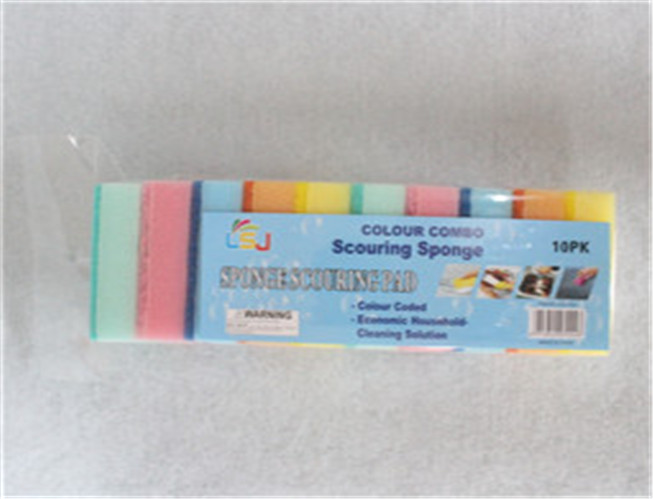 LSJ
COLOUR COMBO
Scouring Sponge
10PK
SPONGE SCOURING PAD
- Colour Coded
- Economic Household
Cleaning Solution
WARNING